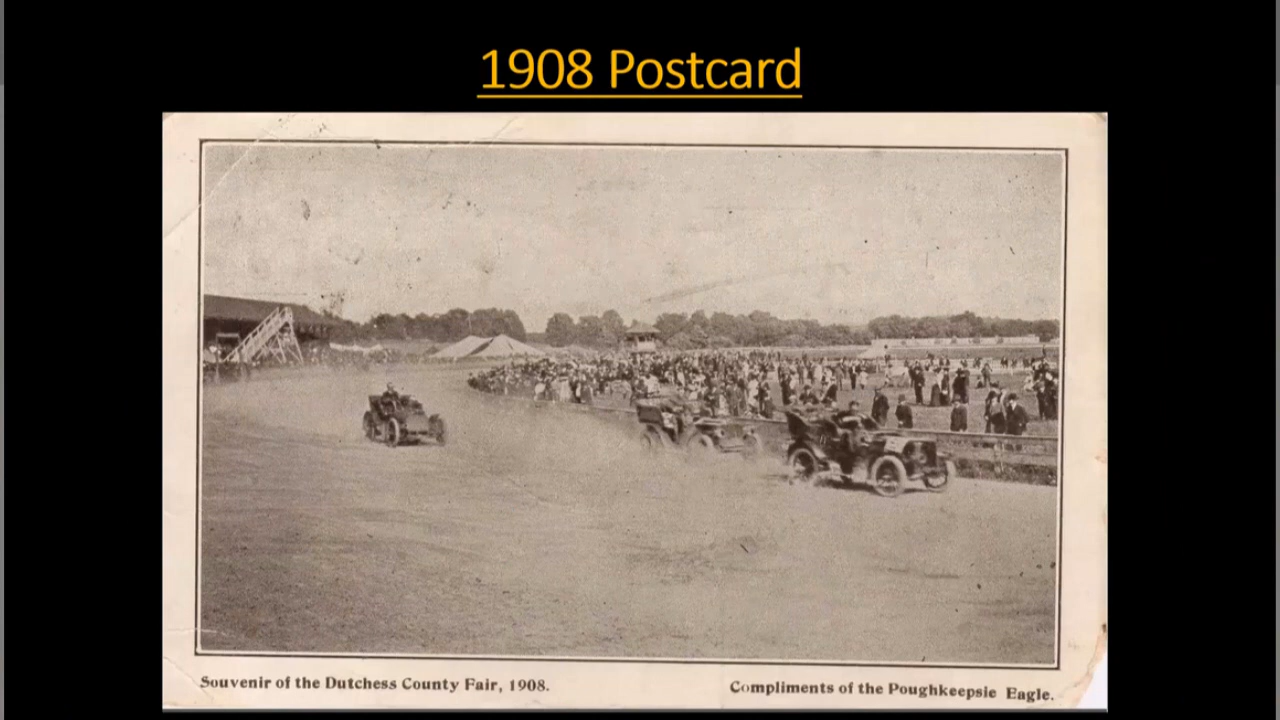 1908 Postcard
Souvenir of the Dutchess County Fair, 1908.
Compliments of the Poughkeepsie Eagle.